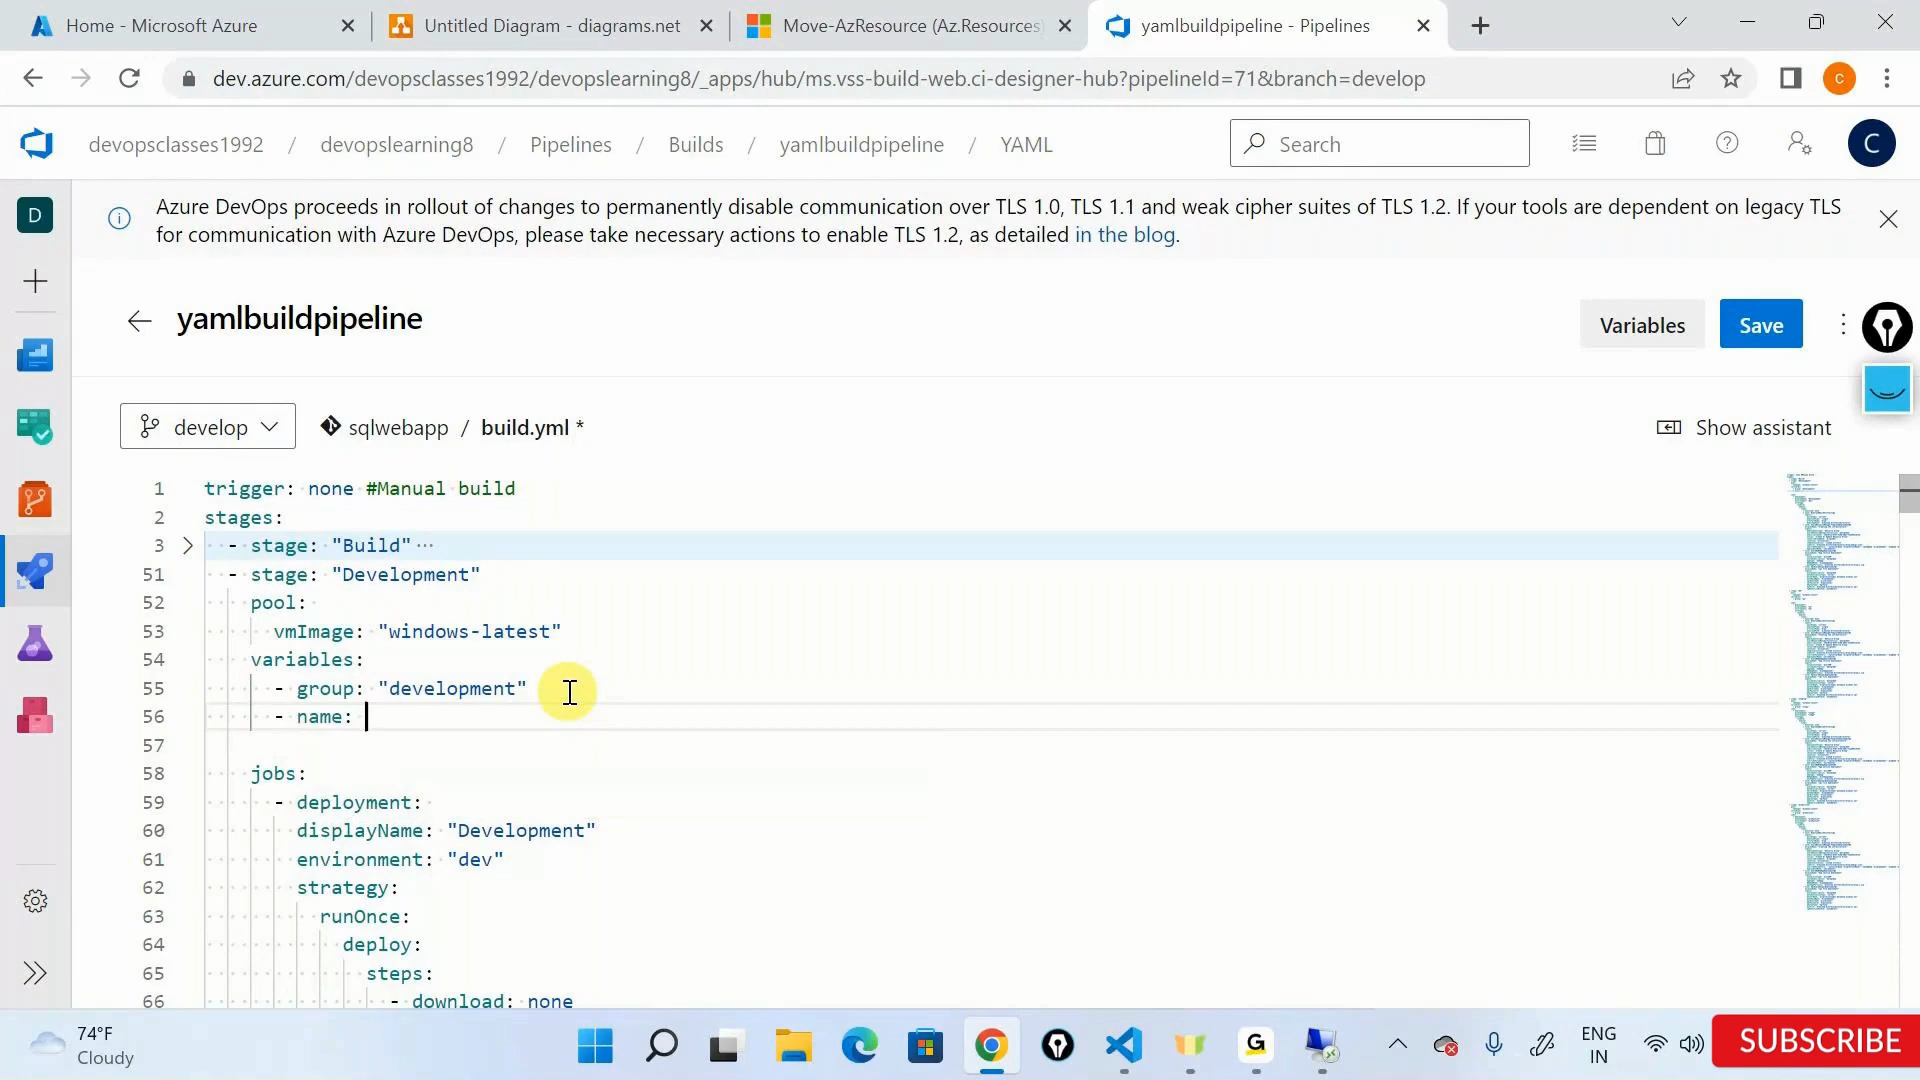 Home - Microsoft Azure
Untitled Diagram - diagrams.net
Move-AzResource (Az.Resources)
yamlbuildpipeline - Pipelines
dev.azure.com/devopsclasses1992/devopslearning8/_apps/hub/ms.vss-build-web.ci-designer-hub?pipelineId=71&branch=develop
c
devopsclasses1992 / devopslearning8 / Pipelines / Builds / yamlbuildpipeline / YAML
Search
C
D
Azure DevOps proceeds in rollout of changes to permanently disable communication over TLS 1.0, TLS 1.1 and weak cipher suites of TLS 1.2. If your tools are dependent on legacy TLS
for communication with Azure DevOps, please take necessary actions to enable TLS 1.2, as detailed in the blog.
yamlbuildpipeline
Variables
Save
develop
sqlwebapp / build.yml *
Show assistant
1 trigger: none #Manual build
2 stages:
3 - stage: "Build" ...
51 - stage: "Development"
52 pool:
53 vmImage: "windows-latest"
54 variables:
55 - group: "development"
56 - name:
57
58 jobs:
59 - deployment:
60 displayName: "Development"
61 environment: "dev"
62 strategy:
63 runOnce:
64 deploy:
65 steps:
66 - download: none
74°F
Cloudy
G
ENG
IN
SUBSCRIBE